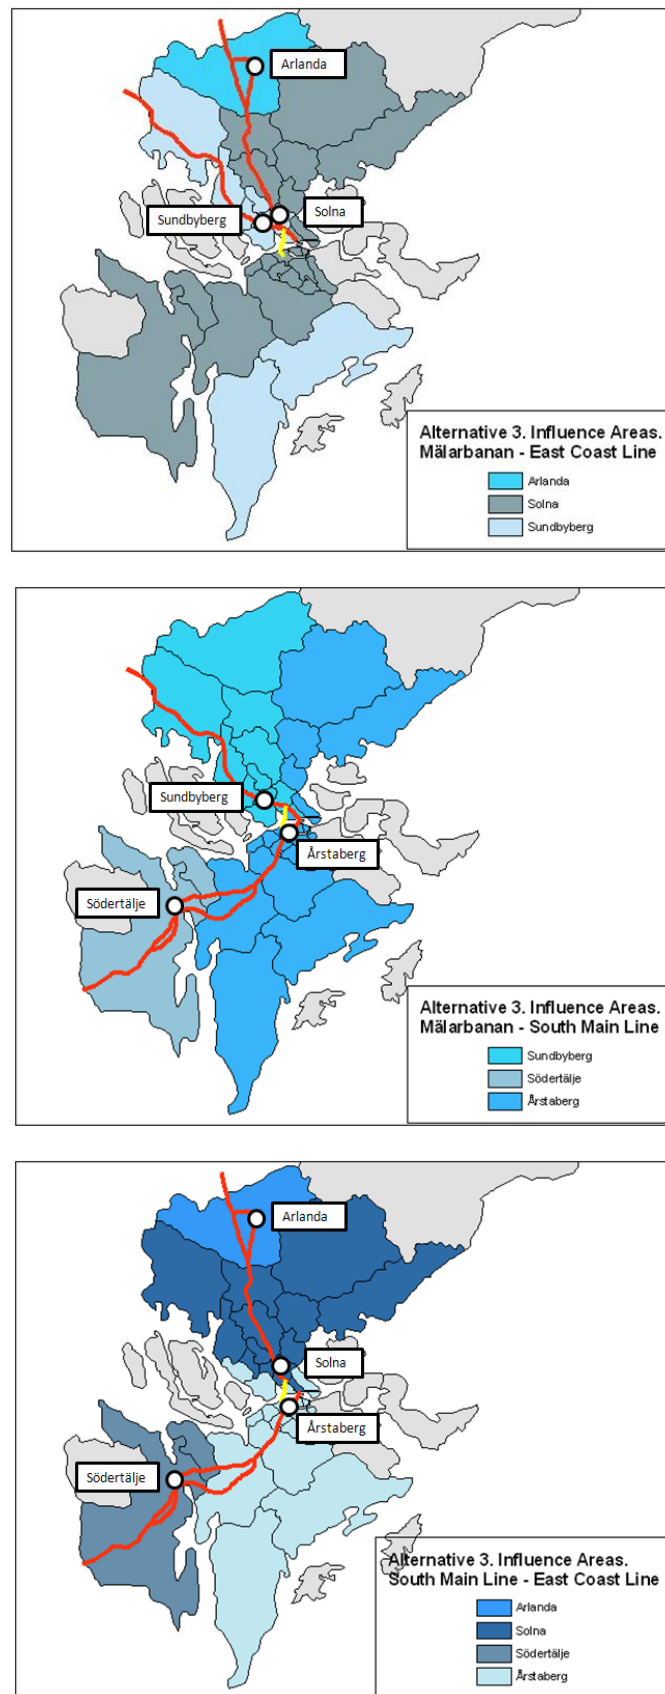 Arlanda
Solna
Sundbyberg
Alternative 3. Influence Areas.
Mälarbanan - East Coast Line
Arlanda
Solna
Sundbyberg
Sundbyberg
Årstaberg
Södertälje
Alternative 3. Influence Areas.
Mälarbanan - South Main Line
Sundbyberg
Södertälje
Årstaberg
Arlanda
Solna
Årstaberg
Södertälje
Alternative 3. Influence Areas.
South Main Line - East Coast Line
Arlanda
Solna
Södertälje
Årstaberg